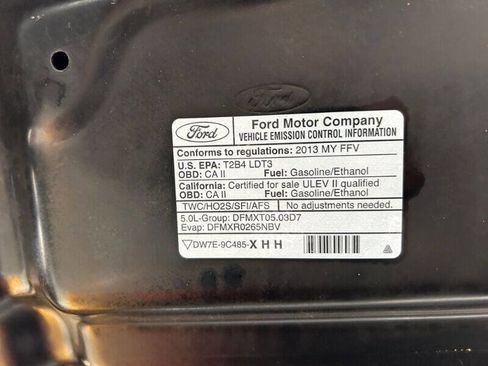 Ford
Ford
Ford Motor Company
VEHICLE EMISSION CONTROL INFORMATION
Conforms to regulations: 2013 MY FFV
U.S. EPA: T2B4 LDT3
OBD: CA II Fuel: Gasoline/Ethanol
California: Certified for sale ULEV II qualified
OBD: CA II Fuel: Gasoline/Ethanol
TWC/HO2S/SFI/AFS No adjustments needed.
5.0L-Group: DFMXT05.03D7
Evap: DFMXR0265NBV
DW7E-9C485-XHH